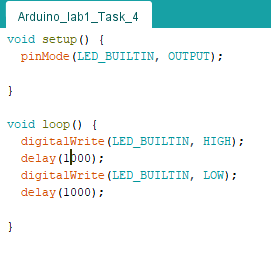 Arduino_lab1_Task_4
void setup() {
  pinMode(LED_BUILTIN, OUTPUT);
}
void loop() {
  digitalWrite(LED_BUILTIN, HIGH);
  delay(1000);
  digitalWrite(LED_BUILTIN, LOW);
  delay(1000);
}